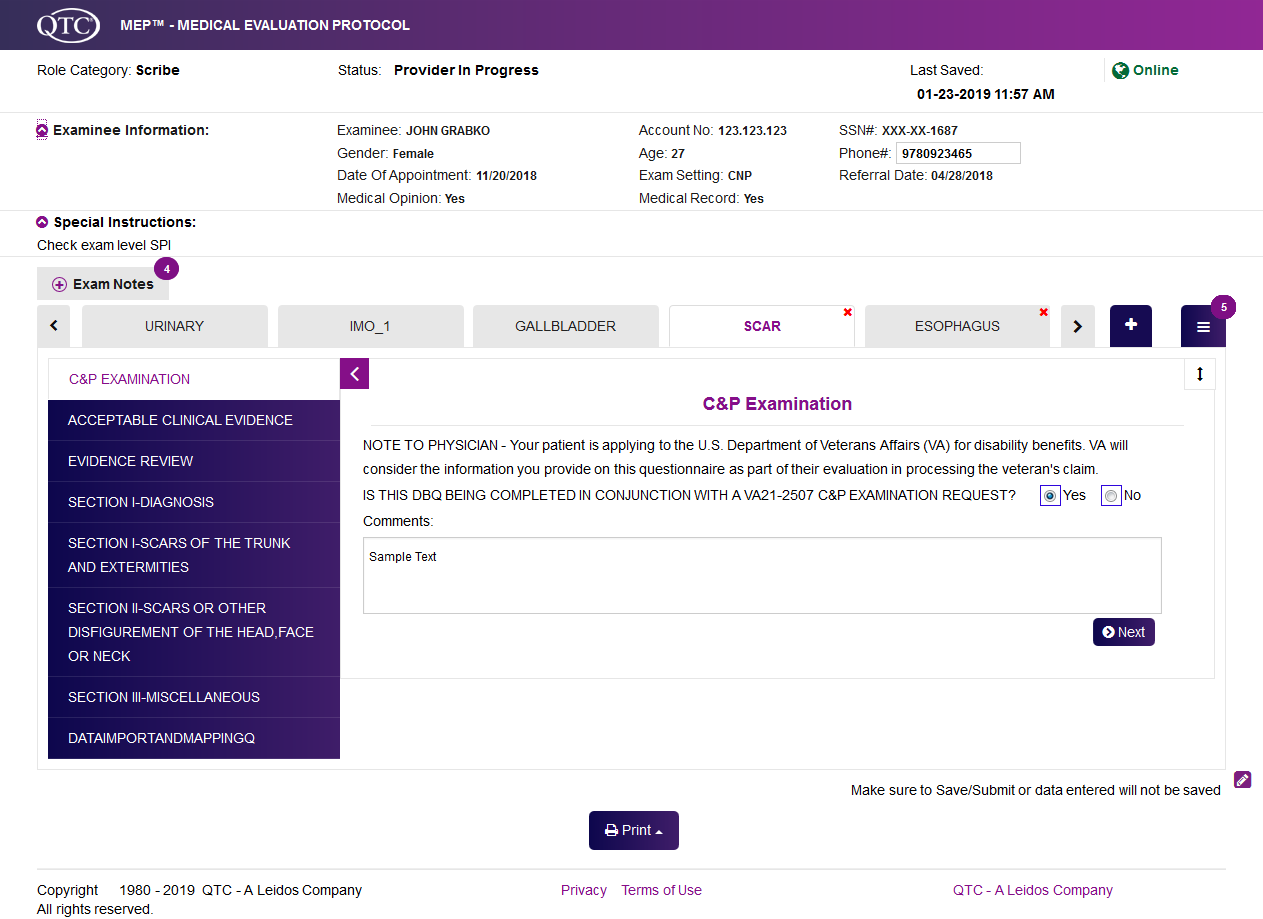 QTC MEP™ - MEDICAL EVALUATION PROTOCOL
Role Category: Scribe Status: Provider In Progress Last Saved: Online
01-23-2019 11:57 AM
Examinee Information: Examinee: JOHN GRABKO Account No: 123.123.123 SSN#: XXX-XX-1687
Gender: Female Age: 27 Phone#: 9780923465
Date Of Appointment: 11/20/2018 Exam Setting: CNP Referral Date: 04/28/2018
Medical Opinion: Yes Medical Record: Yes
Special Instructions:
Check exam level SPI
Exam Notes 4
URINARY IMO_1 GALLBLADDER SCAR ESOPHAGUS 5
C&P EXAMINATION
ACCEPTABLE CLINICAL EVIDENCE
EVIDENCE REVIEW
SECTION I-DIAGNOSIS
SECTION I-SCARS OF THE TRUNK
AND EXTERMITIES
SECTION II-SCARS OR OTHER
DISFIGUREMENT OF THE HEAD,FACE
OR NECK
SECTION III-MISCELLANEOUS
DATAIMPORTANDMAPPINGQ
C&P Examination
NOTE TO PHYSICIAN - Your patient is applying to the U.S. Department of Veterans Affairs (VA) for disability benefits. VA will
consider the information you provide on this questionnaire as part of their evaluation in processing the veteran's claim.
IS THIS DBQ BEING COMPLETED IN CONJUNCTION WITH A VA21-2507 C&P EXAMINATION REQUEST? Yes No
Comments:
Sample Text
Next
Make sure to Save/Submit or data entered will not be saved
Print
Copyright 1980 - 2019 QTC - A Leidos Company Privacy Terms of Use QTC - A Leidos Company
All rights reserved.